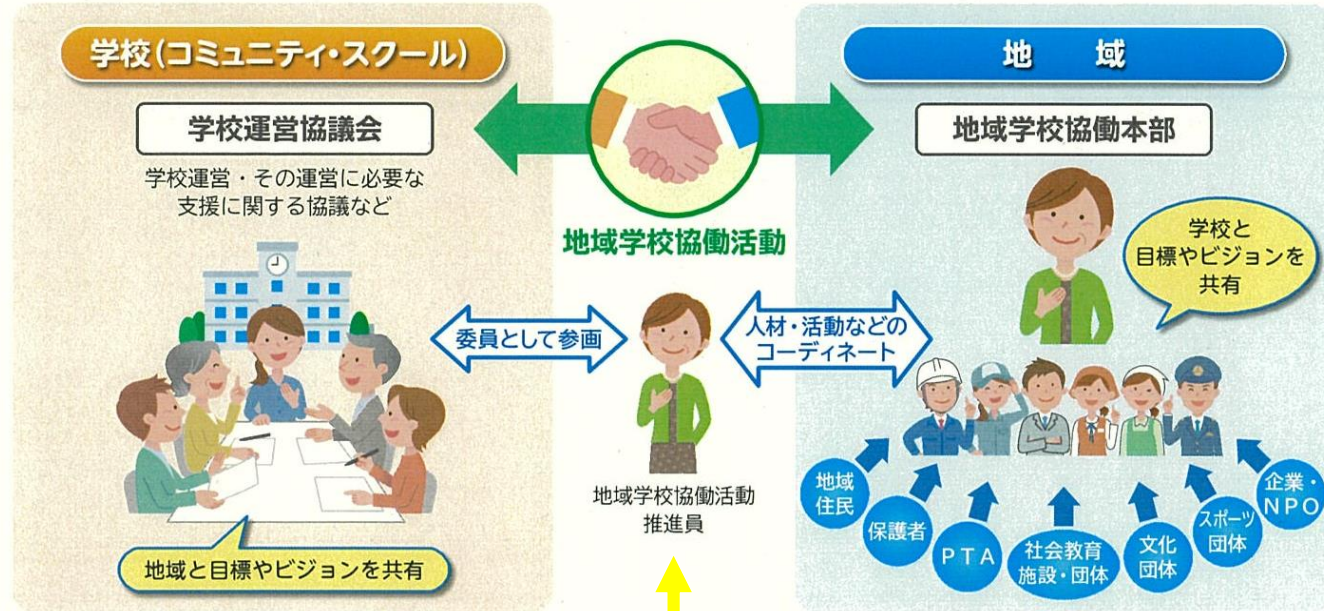 学校(コミュニティ・スクール)
学校運営協議会
学校運営・その運営に必要な
支援に関する協議など
地域と目標やビジョンを共有
地域学校協働活動
委員として参画
人材・活動などの
コーディネート
地域学校協働活動
推進員
地　域
地域学校協働本部
学校と
目標やビジョンを
共有
地域
住民
保護者
PTA
社会教育
施設・団体
文化
団体
スポーツ
団体
企業・
NPO